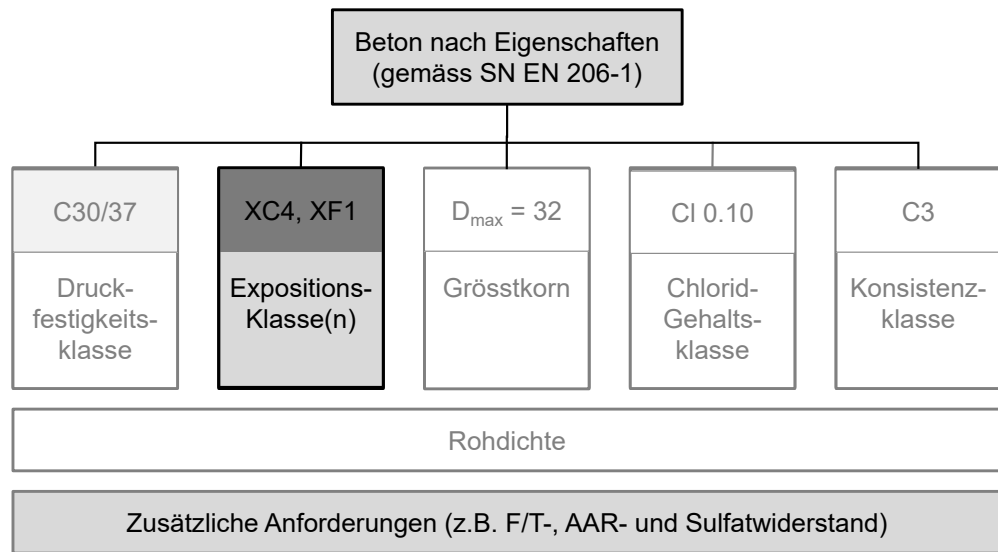 Beton nach Eigenschaften
(gemäss SN EN 206-1)
C30/37
XC4, XF1
Dmax = 32
Cl 0.10
C3
Druck-
festigkeits-
klasse
Expositions-
Klasse(n)
Grösstkorn
Chlorid-
Gehalts-
klasse
Konsistenz-
klasse
Rohdichte
Zusätzliche Anforderungen (z.B. F/T-, AAR- und Sulfatwiderstand)